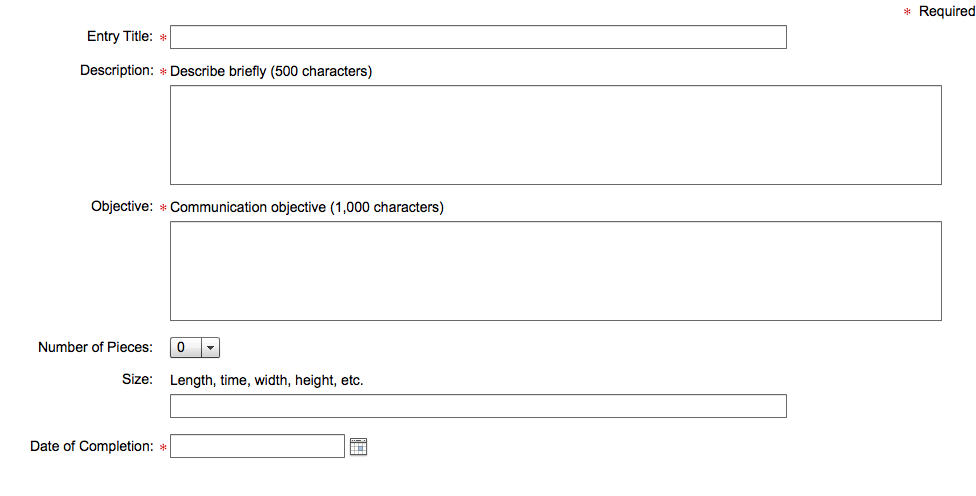 * Required
Entry Title: *
Description: * Describe briefly (500 characters)
Objective: * Communication objective (1,000 characters)
Number of Pieces: 0
Size: Length, time, width, height, etc.
Date of Completion: *